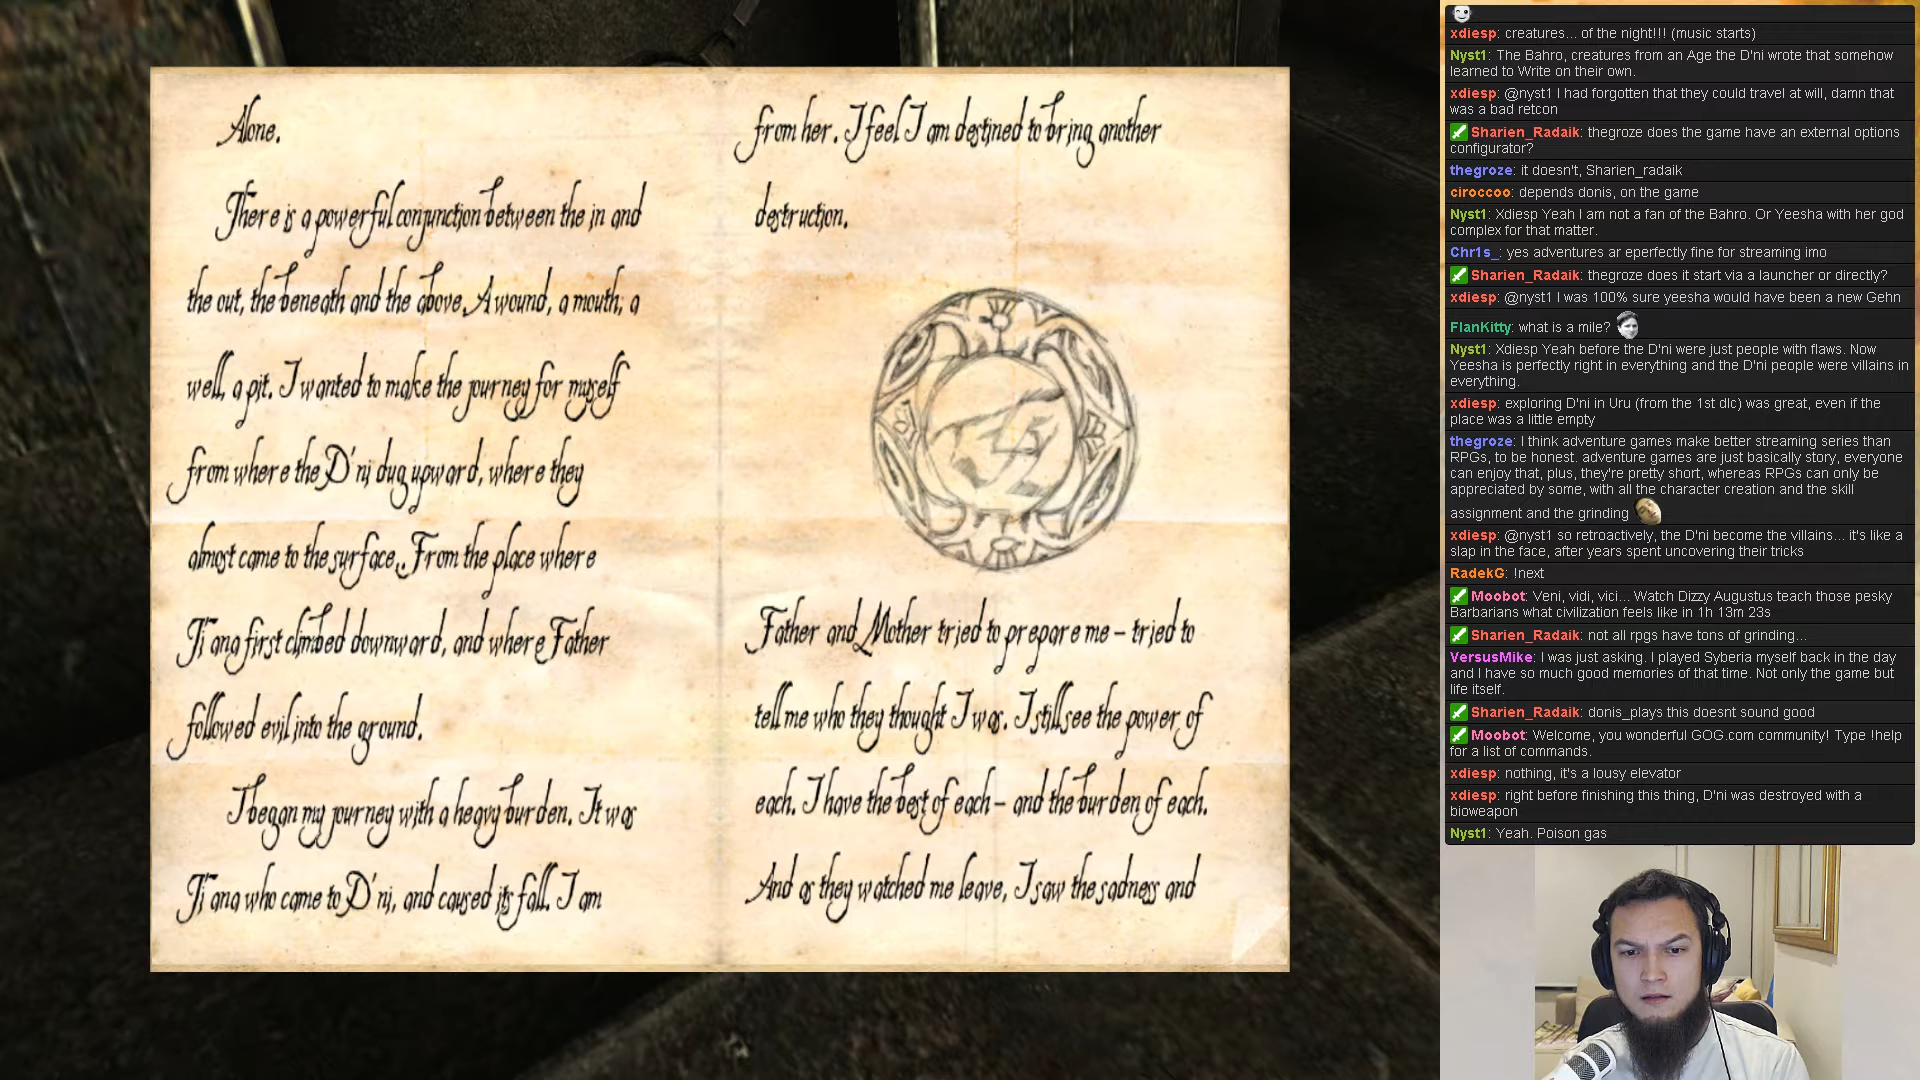 Alone.
There is a powerful conjunction between the in and
the out, the beneath and the above. A wound, a mouth, a
well, a pit. I wanted to make the journey for myself
from where the D'ni dug upward, where they
almost came to the surface. From the place where
Ti'ana first climbed downward, and where Father
followed evil into the ground.
I began my journey with a heavy burden. It was
Ti'ana who came to D'ni, and caused its fall. I am
from her. I feel I am destined to bring another
destruction.
Father and Mother tried to prepare me – tried to
tell me who they thought I was. I still see the power of
each. I have the best of each – and the burden of each.
And as they watched me leave, I saw the sadness and
xdiesp: creatures... of the night!!! (music starts)
Nyst1: The Bahro, creatures from an Age the D'ni wrote that somehow
learned to Write on their own.
xdiesp: @nyst1 I had forgotten that they could travel at will, damn that
was a bad retcon
Sharien_Radaik: thegroze does the game have an external options
configurator?
thegroze: it doesn't, Sharien_radaik
ciroccoo: depends donis, on the game
Nyst1: Xdiesp Yeah I am not a fan of the Bahro. Or Yeesha with her god
complex for that matter.
Chr1s_: yes adventures ar eperfectly fine for streaming imo
Sharien_Radaik: thegroze does it start via a launcher or directly?
xdiesp: @nyst1 I was 100% sure yeesha would have been a new Gehn
FlanKitty: what is a mile?
Nyst1: Xdiesp Yeah before the D'ni were just people with flaws. Now
Yeesha is perfectly right in everything and the D'ni people were villains in
everything.
xdiesp: exploring D'ni in Uru (from the 1st dlc) was great, even if the
place was a little empty
thegroze: I think adventure games make better streaming series than
RPGs, to be honest. adventure games are just basically story, everyone
can enjoy that, plus, they're pretty short, whereas RPGs can only be
appreciated by some, with all the character creation and the skill
assignment and the grinding
xdiesp: @nyst1 so retroactively, the D'ni become the villains... it's like a
slap in the face, after years spent uncovering their tricks
RadekG: !next
Moobot: Veni, vidi, vici... Watch Dizzy Augustus teach those pesky
Barbarians what civilization feels like in 1h 13m 23s
Sharien_Radaik: not all rpgs have tons of grinding...
VersusMike: I was just asking. I played Syberia myself back in the day
and I have so much good memories of that time. Not only the game but
life itself.
Sharien_Radaik: donis_plays this doesnt sound good
Moobot: Welcome, you wonderful GOG.com community! Type !help
for a list of commands.
xdiesp: nothing, it's a lousy elevator
xdiesp: right before finishing this thing, D'ni was destroyed with a
bioweapon
Nyst1: Yeah. Poison gas